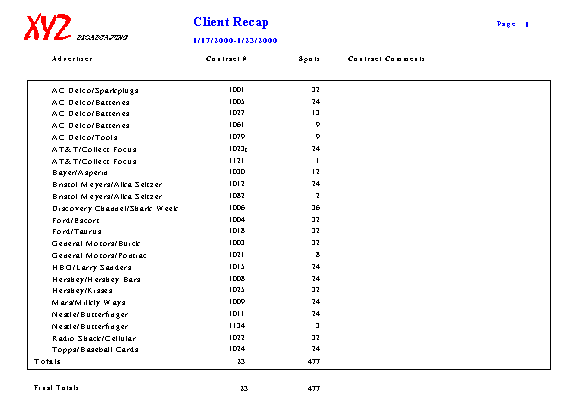 XYZ BROADCASTING
Client Recap
Page 1
1/17/2000-1/23/2000
Advertiser Contract # Spots Contract Comments
AC Delco/Sparkplugs 1001 32
AC Delco/Batteries 1005 24
AC Delco/Batteries 1027 13
AC Delco/Batteries 1061 9
AC Delco/Tools 1079 9
AT&T/Collect Focus 1023c 24
AT&T/Collect Focus 1121 1
Bayer/Asperin 1030 12
Bristol Meyers/Alka Seltzer 1012 24
Bristol Meyers/Alka Seltzer 1082 2
Discovery Channel/Shark Week 1006 36
Ford/Escort 1004 32
Ford/Taurus 1018 32
General Motors/Buick 1003 32
General Motors/Pontiac 1021 8
HBO/Larry Sanders 1015 24
Hershey/Hershey Bars 1008 24
Hershey/Kisses 1025 32
Mars/Milkly Ways 1009 24
Nestle/Butterfinger 1011 24
Nestle/Butterfinger 1134 3
Radio Shack/Cellular 1022 32
Topps/Baseball Cards 1024 24
Totals 23 477
Final Totals 23 477